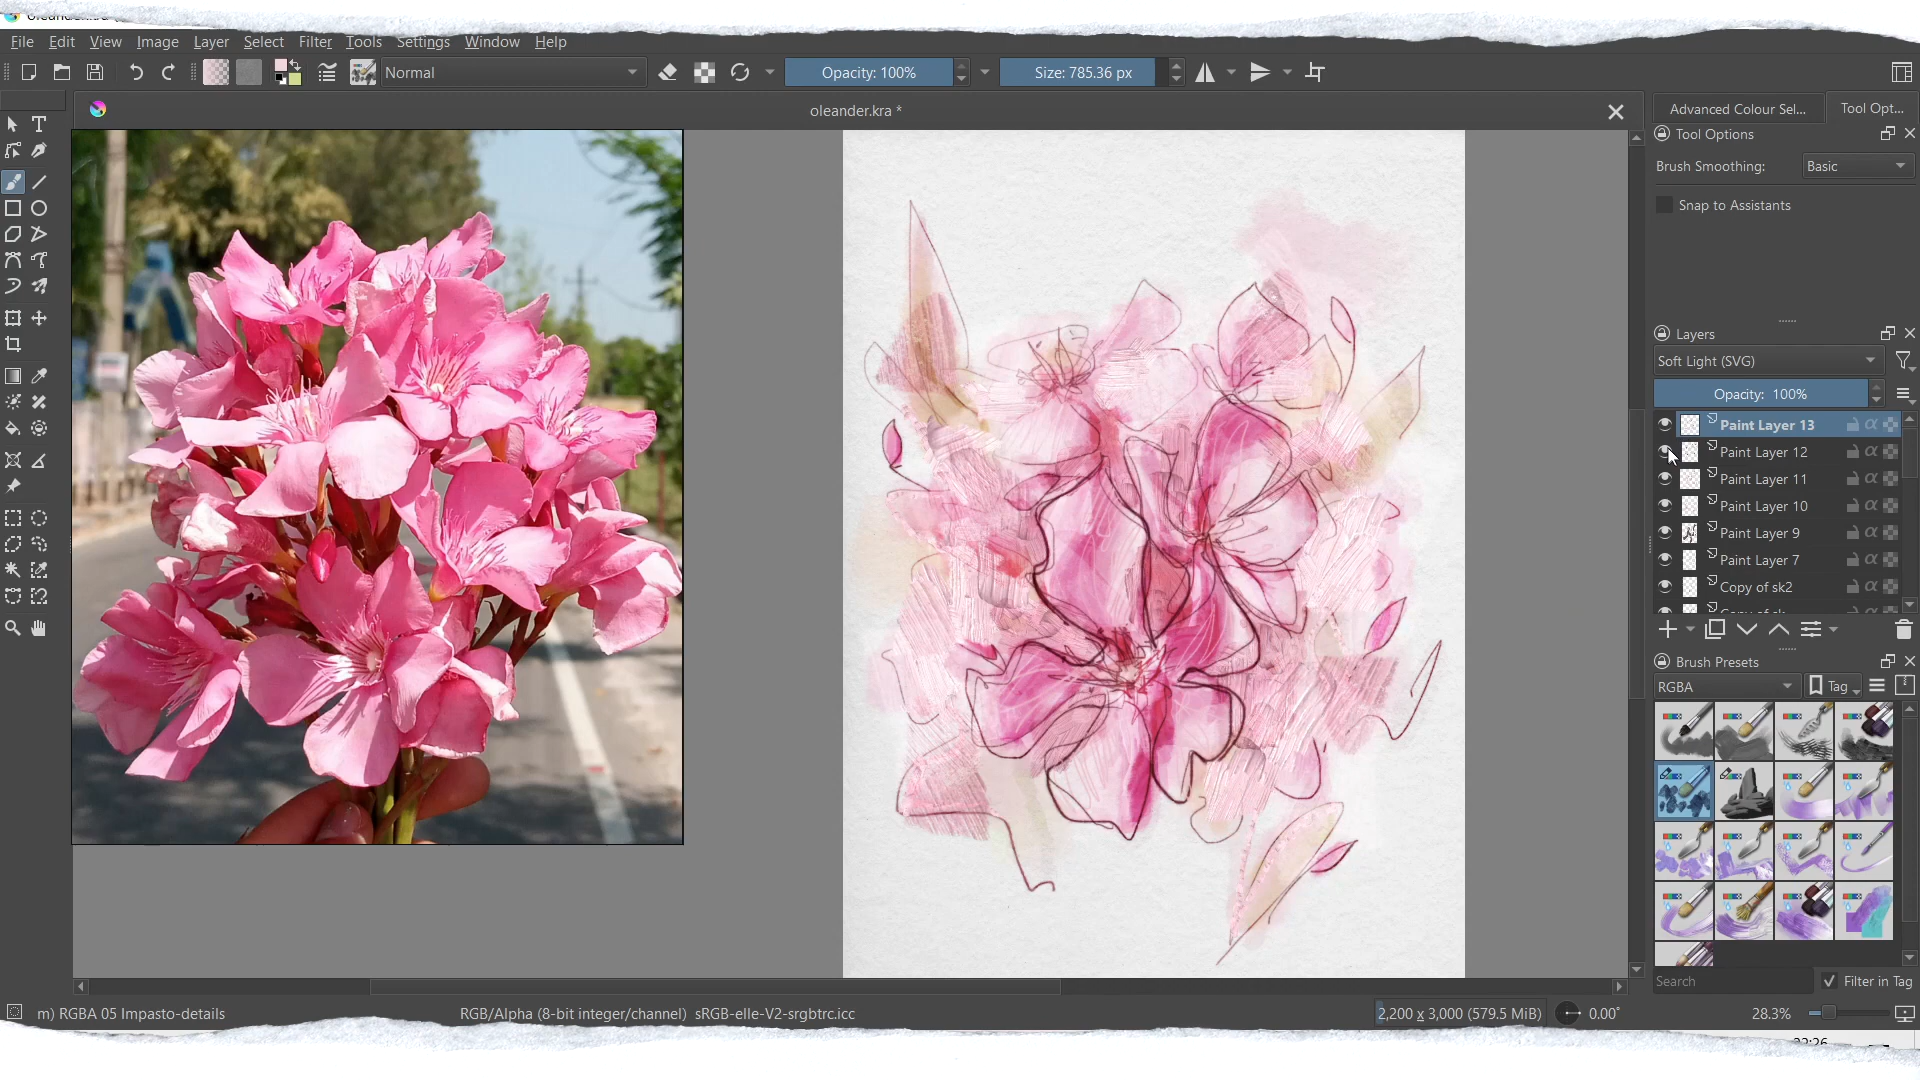 File Edit View Image Layer Select Filter Tools Settings Window Help
Normal
Opacity: 100%
Size: 785.36 px
oleander.kra *
Advanced Colour Sel...
Tool Opt...
Tool Options
Brush Smoothing:
Basic
Snap to Assistants
Layers
Soft Light (SVG)
Opacity: 100%
Paint Layer 13
Paint Layer 12
Paint Layer 11
Paint Layer 10
Paint Layer 9
Paint Layer 7
Copy of sk2
Brush Presets
RGBA
Tag
Search
Filter in Tag
m) RGBA 05 Impasto-details
RGB/Alpha (8-bit integer/channel) sRGB-elle-V2-srgbtrc.icc
2,200 x 3,000 (579.5 MiB)
0.00°
28.3%